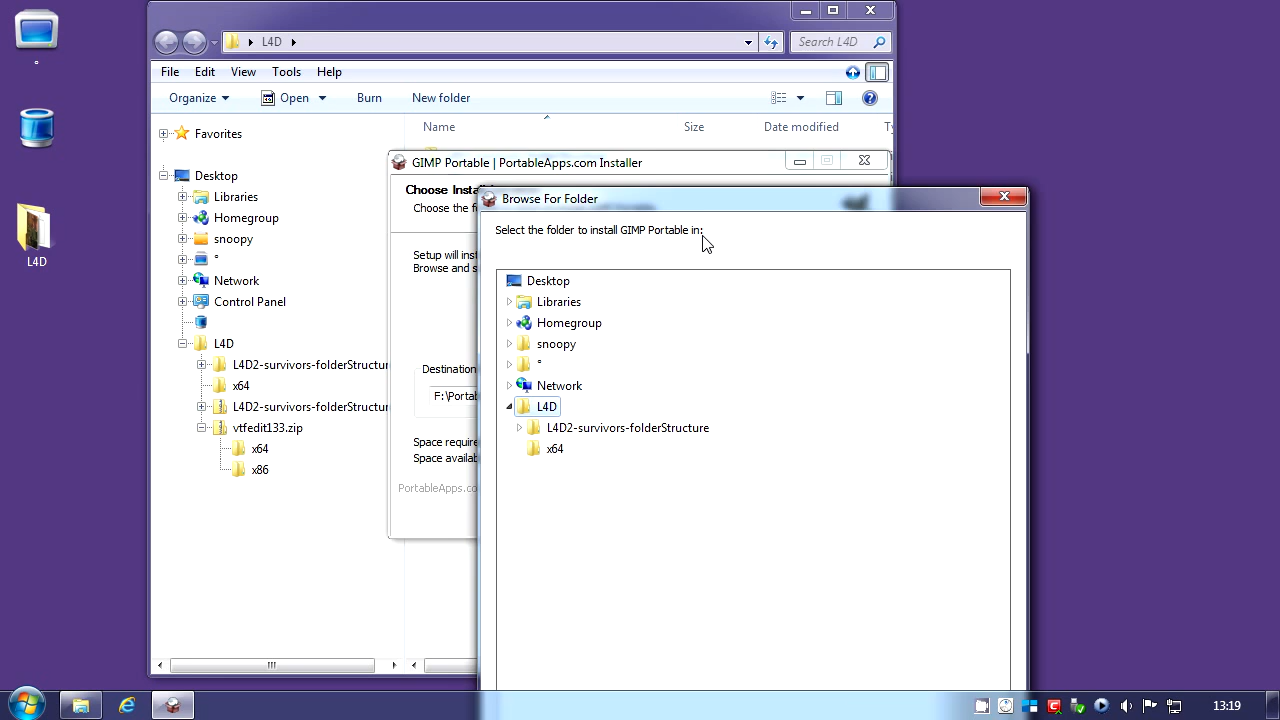 L4D
L4D
Search L4D
File Edit View Tools Help
Organize Open Burn New folder
Name Size Date modified
Favorites
Desktop
Libraries
Homegroup
snoopy
°
Network
Control Panel
L4D
L4D2-survivors-folderStructur
x64
L4D2-survivors-folderStructur
vtfedit133.zip
x64
x86
GIMP Portable | PortableApps.com Installer
Choose Instal
Choose the f
Setup will inst
Browse and s
Destination
F:\Portab
Space require
Space availab
PortableApps.co
Browse For Folder
Select the folder to install GIMP Portable in:
Desktop
Libraries
Homegroup
snoopy
°
Network
L4D
L4D2-survivors-folderStructure
x64
13:19